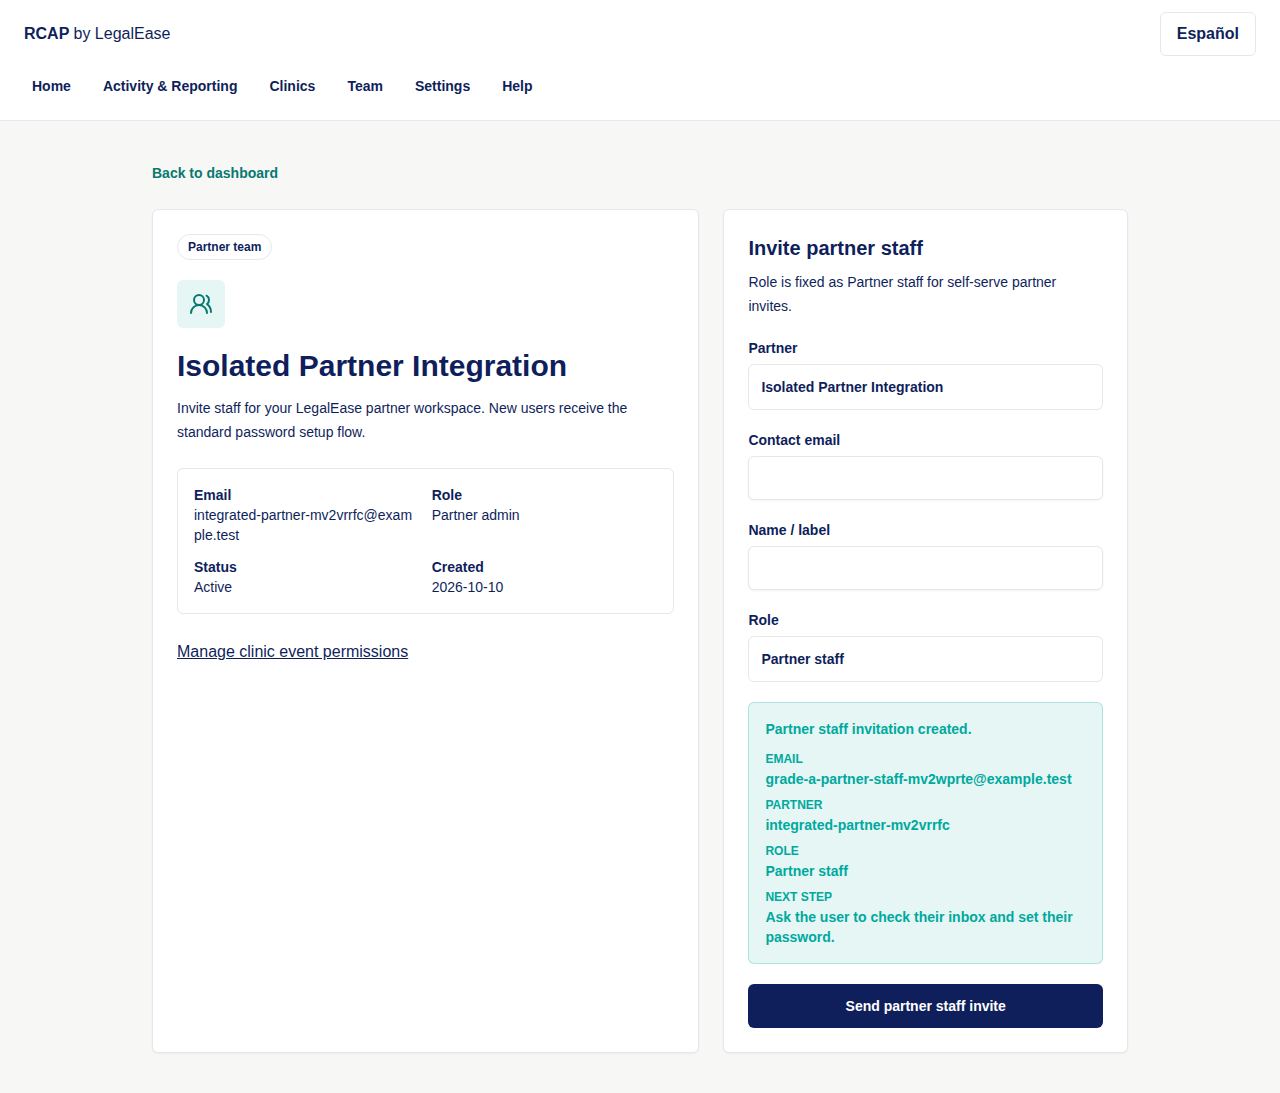 RCAP by LegalEase
Español
Home
Activity & Reporting
Clinics
Team
Settings
Help
Back to dashboard
Partner team
Isolated Partner Integration
Invite staff for your LegalEase partner workspace. New users receive the
standard password setup flow.
Email
integrated-partner-mv2vrrfc@exam
ple.test
Role
Partner admin
Status
Active
Created
2026-10-10
Manage clinic event permissions
Invite partner staff
Role is fixed as Partner staff for self-serve partner
invites.
Partner
Isolated Partner Integration
Contact email
Name / label
Role
Partner staff
Partner staff invitation created.
EMAIL
grade-a-partner-staff-mv2wprte@example.test
PARTNER
integrated-partner-mv2vrrfc
ROLE
Partner staff
NEXT STEP
Ask the user to check their inbox and set their
password.
Send partner staff invite